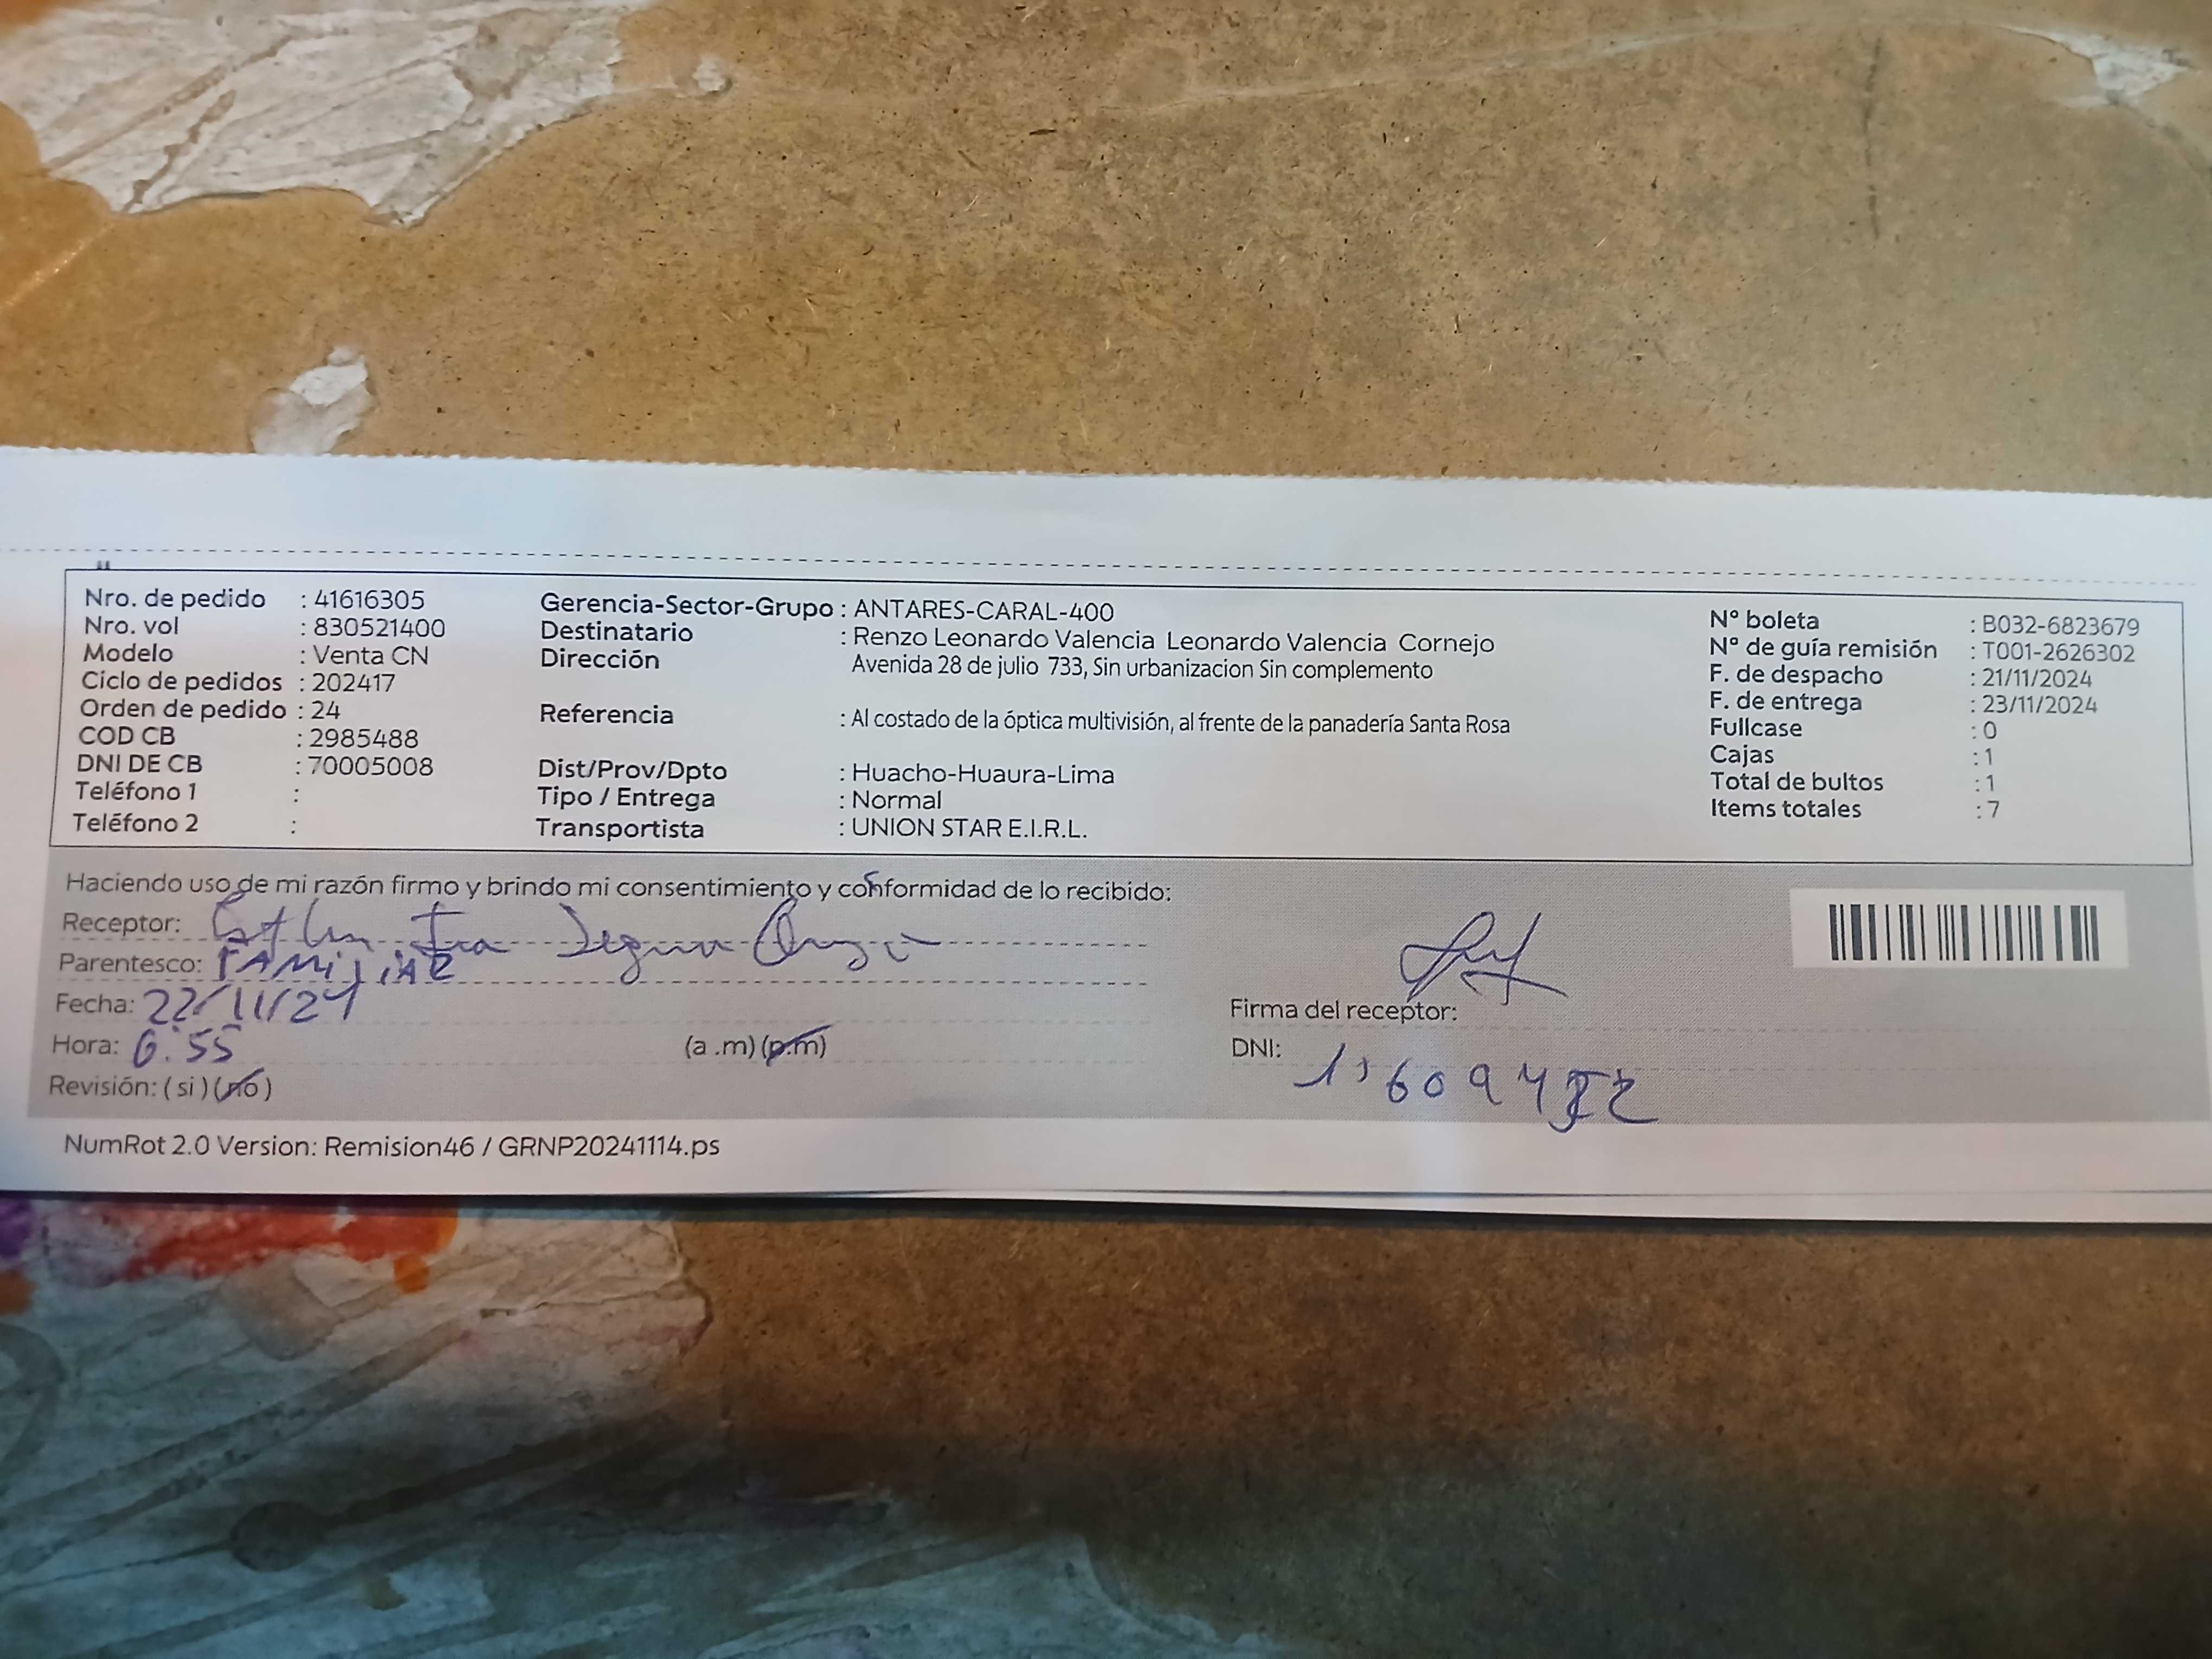 Nro. de pedido : 41616305
Nro. vol : 830521400
Modelo : Venta CN
Ciclo de pedidos : 202417
Orden de pedido : 24
COD CB : 2985488
DNI DE CB : 70005008
Teléfono 1 :
Teléfono 2 :
Gerencia-Sector-Grupo : ANTARES-CARAL-400
Destinatario : Renzo Leonardo Valencia Leonardo Valencia Cornejo
Dirección Avenida 28 de julio 733, Sin urbanizacion Sin complemento
Referencia : Al costado de la óptica multivisión, al frente de la panadería Santa Rosa
Dist/Prov/Dpto : Huacho-Huaura-Lima
Tipo / Entrega : Normal
Transportista : UNION STAR E.I.R.L.
N° boleta : B032-6823679
N° de guía remisión : T001-2626302
F. de despacho : 21/11/2024
F. de entrega : 23/11/2024
Fullcase : 0
Cajas : 1
Total de bultos : 1
Items totales : 7
Haciendo uso de mi razón firmo y brindo mi consentimiento y conformidad de lo recibido:
Receptor:
Parentesco: FAMiliAR
Fecha: 22/11/24
Hora: 6:55 (a .m) (p.m)
Revisión: ( si ) ( no )
Firma del receptor:
DNI:
NumRot 2.0 Version: Remision46 / GRNP20241114.ps